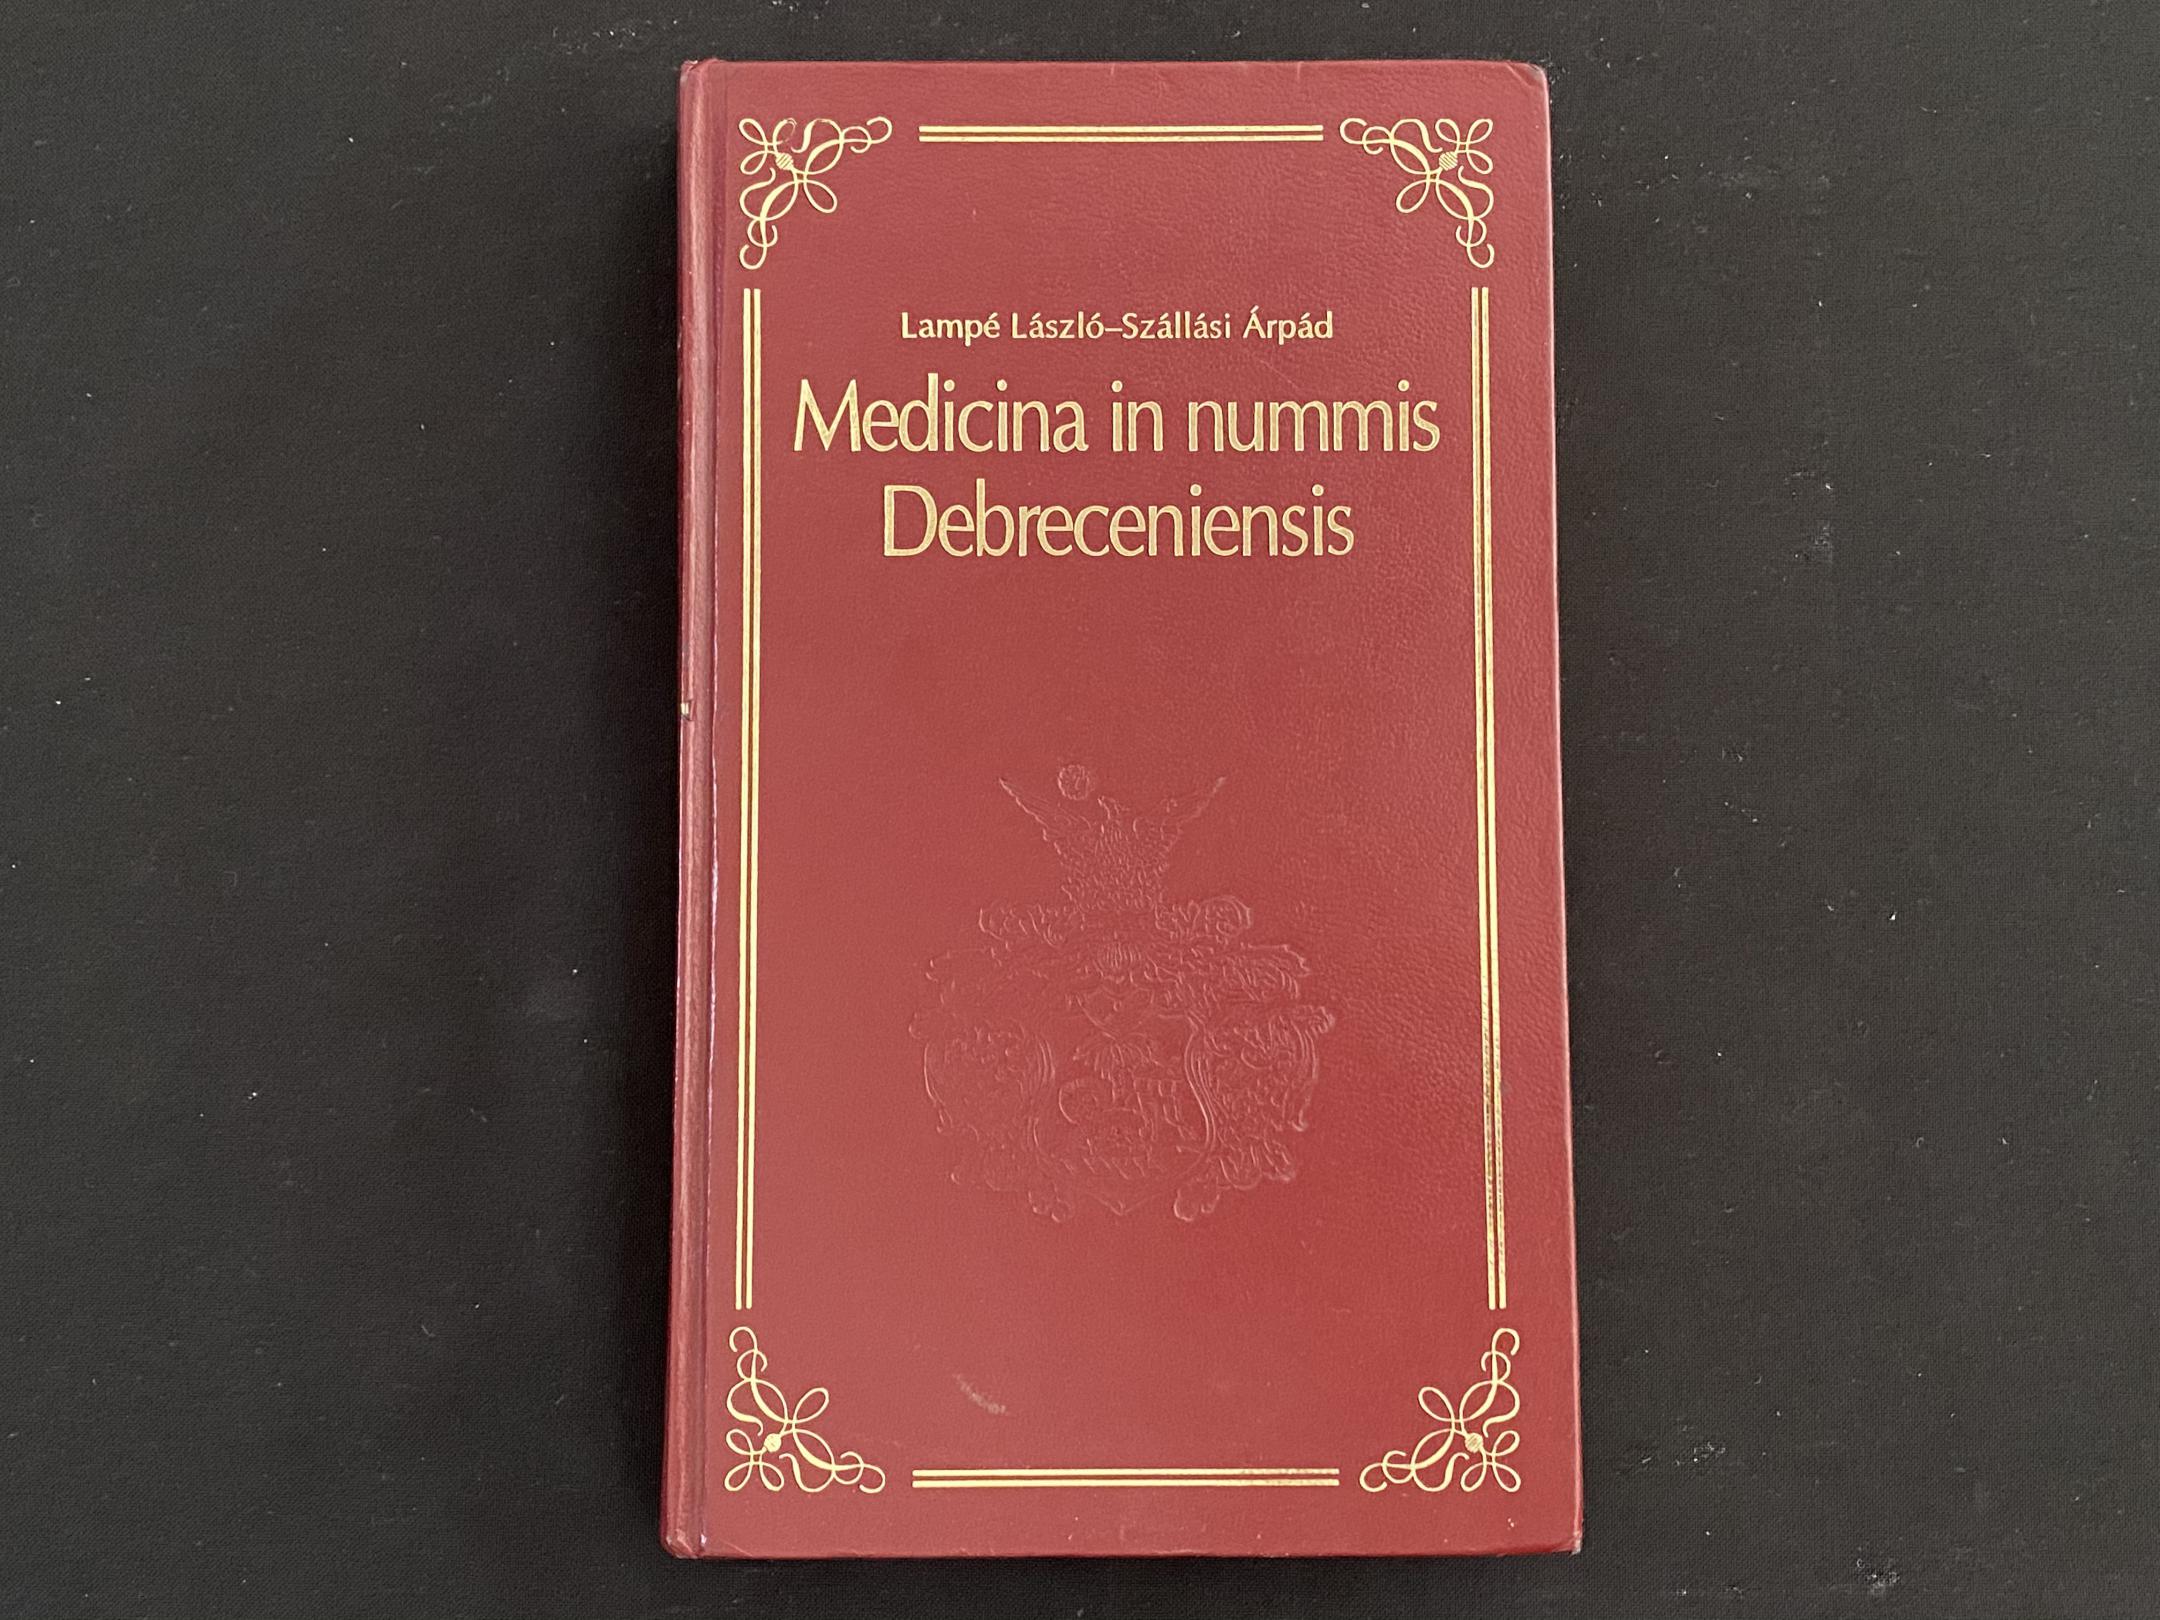 Lampé László–Szállási Árpád
Medicina in nummis
Debreceniensis